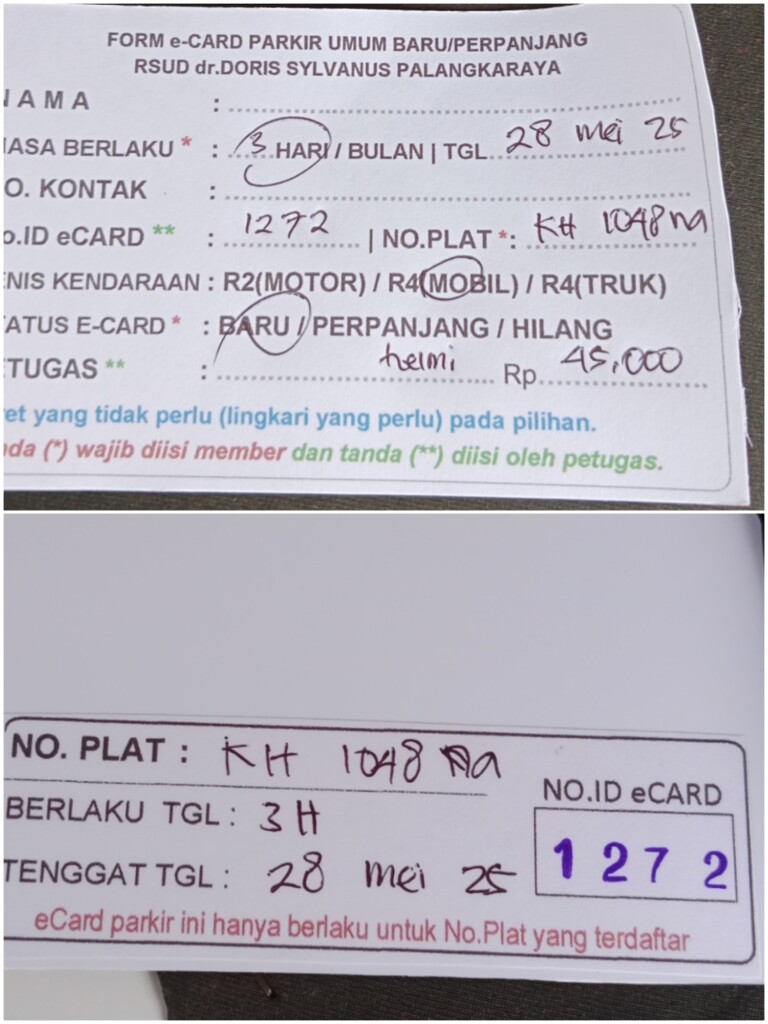 FORM e-CARD PARKIR UMUM BARU/PERPANJANG
RSUD dr.DORIS SYLVANUS PALANGKARAYA
AMA :
ASA BERLAKU * : 3 HARI / BULAN | TGL 28 mei 25
O. KONTAK :
o.ID eCARD ** : 1272 | NO.PLAT *: KH 1048 na
NIS KENDARAAN : R2(MOTOR) / R4(MOBIL) / R4(TRUK)
ATUS E-CARD * : BARU / PERPANJANG / HILANG
TUGAS ** : helmi Rp. 45,000
et yang tidak perlu (lingkari yang perlu) pada pilihan.
da (*) wajib diisi member dan tanda (**) diisi oleh petugas.
NO. PLAT : KH 1048 na
BERLAKU TGL : 3 H
TENGGAT TGL : 28 mei 25
NO.ID eCARD
1272
eCard parkir ini hanya berlaku untuk No.Plat yang terdaftar